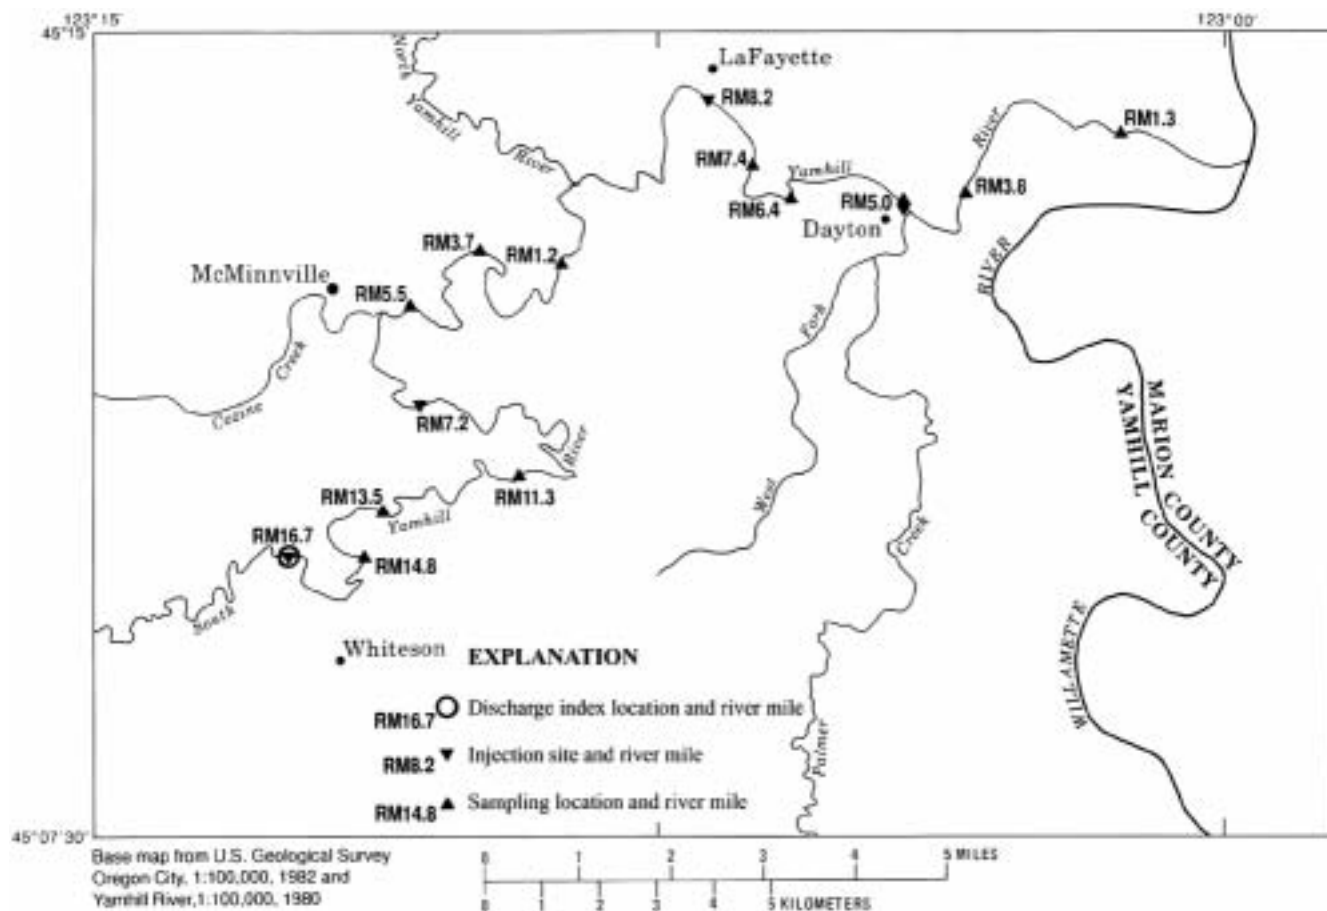 123°15'
123°00'
45°15'
LaFayette
North
Yamhill
River
RM8.2
River
RM1.3
RM7.4
Yamhill
RM3.8
RM6.4
RM5.0
Dayton
RM3.7
RM1.2
McMinnville
RM5.5
RIVER
Fork
Creek
Cozine
RM7.2
River
MARION COUNTY
YAMHILL COUNTY
RM11.3
West
RM13.5
Yamhill
Creek
RM16.7
RM14.8
South
WILLAMETTE
Whiteson
EXPLANATION
RM16.7 Discharge index location and river mile
RM8.2 Injection site and river mile
RM14.8 Sampling location and river mile
Palmer
45°07'30"
Base map from U.S. Geological Survey
Oregon City, 1:100,000, 1982 and
Yamhill River,1:100,000, 1980
0 1 2 3 4 5 MILES
0 1 2 3 4 5 KILOMETERS